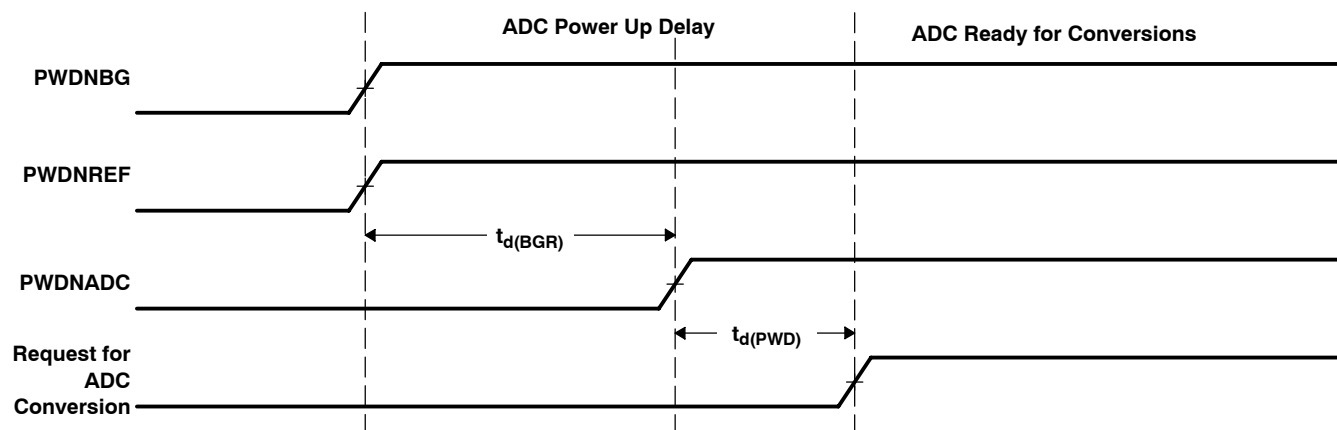 ADC Power Up Delay
ADC Ready for Conversions
PWDNBG
PWDNREF
td(BGR)
PWDNADC
td(PWD)
Request for
ADC
Conversion